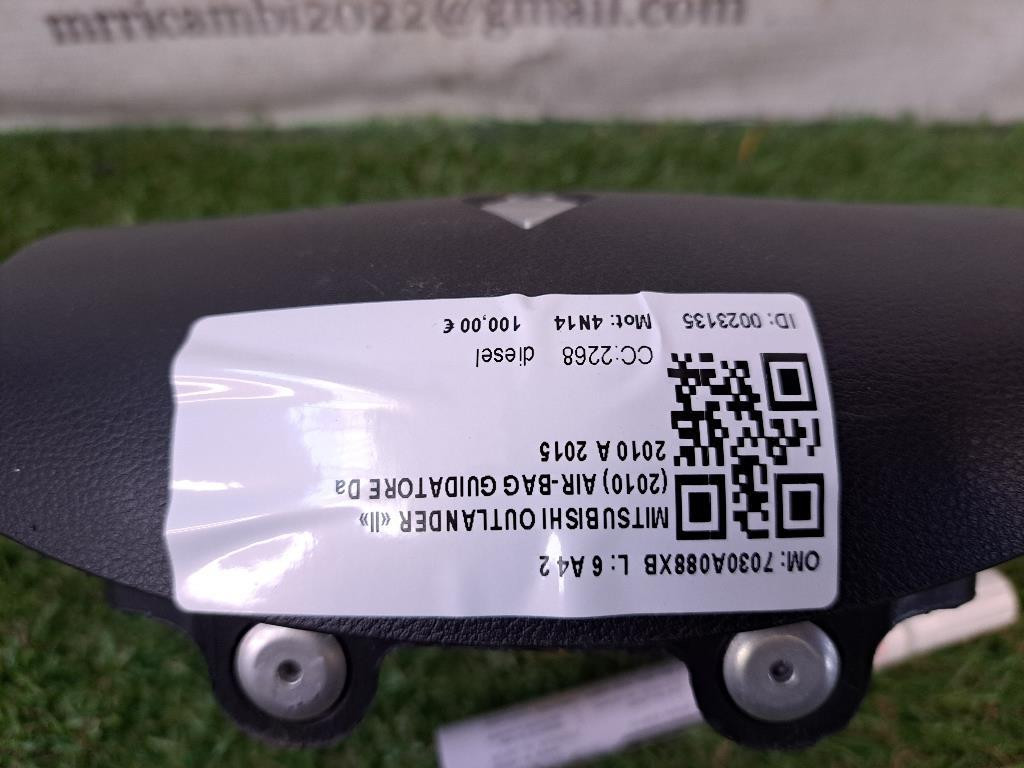 mrricambi2022@gmail.com
OM: 7030A088XB L: 6 A4 2
MITSUBISHI OUTLANDER «II»
(2010) AIR-BAG GUIDATORE Da
2010 A 2015
CC:2268 diesel
ID: 0023135 Mot: 4N14 100,00 €